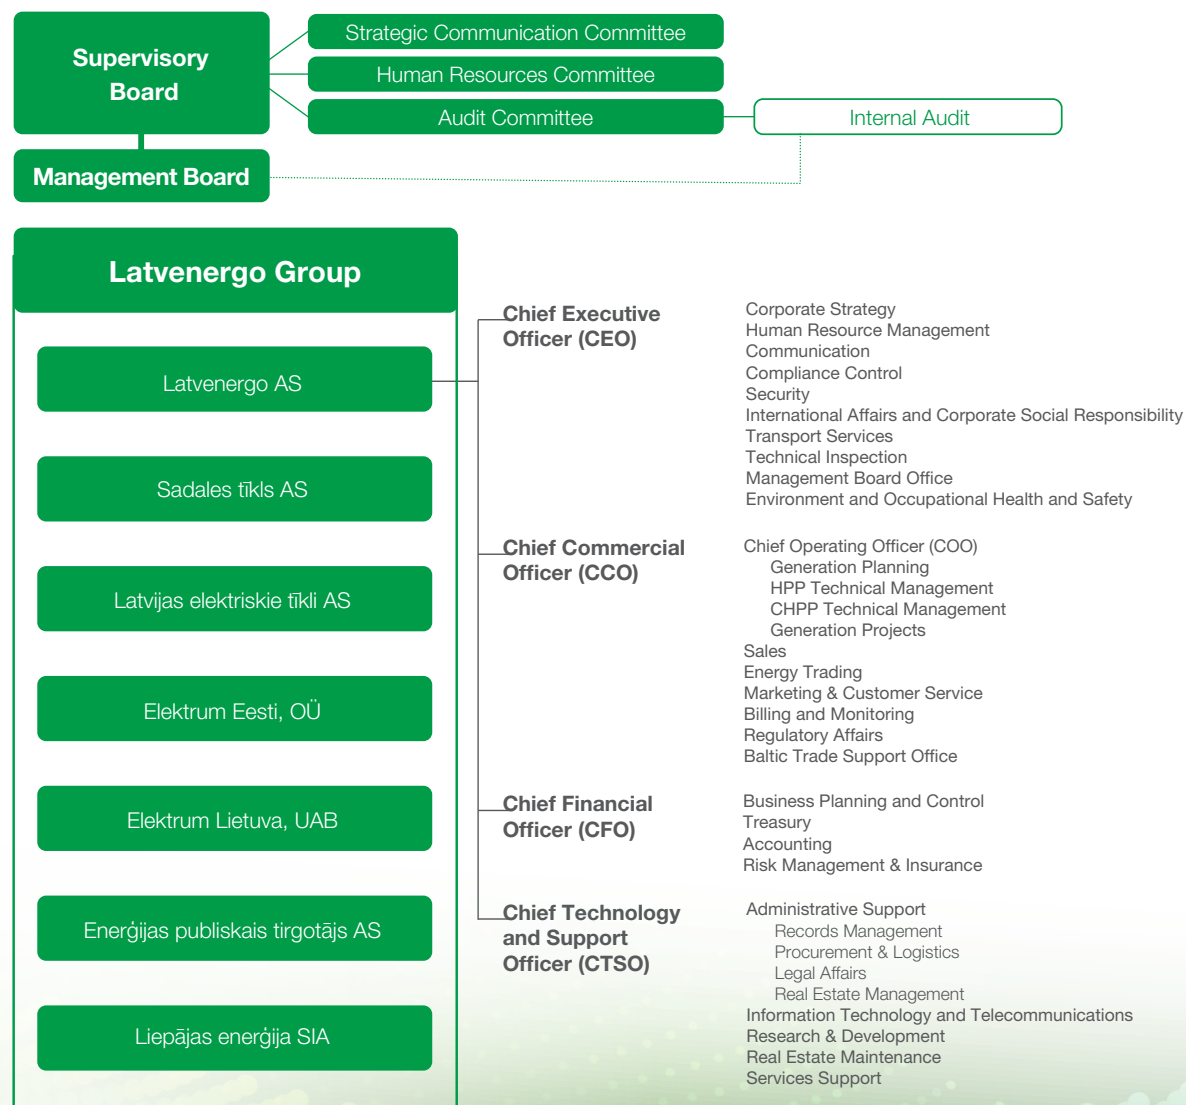 Supervisory
Board
Strategic Communication Committee
Human Resources Committee
Audit Committee
Internal Audit
Management Board
Latvenergo Group
Latvenergo AS
Sadales tīkls AS
Latvijas elektriskie tīkli AS
Elektrum Eesti, OÜ
Elektrum Lietuva, UAB
Enerģijas publiskais tirgotājs AS
Liepājas enerģija SIA
Chief Executive
Officer (CEO)
Corporate Strategy
Human Resource Management
Communication
Compliance Control
Security
International Affairs and Corporate Social Responsibility
Transport Services
Technical Inspection
Management Board Office
Environment and Occupational Health and Safety
Chief Commercial
Officer (CCO)
Chief Operating Officer (COO)
Generation Planning
HPP Technical Management
CHPP Technical Management
Generation Projects
Sales
Energy Trading
Marketing & Customer Service
Billing and Monitoring
Regulatory Affairs
Baltic Trade Support Office
Chief Financial
Officer (CFO)
Business Planning and Control
Treasury
Accounting
Risk Management & Insurance
Chief Technology
and Support
Officer (CTSO)
Administrative Support
Records Management
Procurement & Logistics
Legal Affairs
Real Estate Management
Information Technology and Telecommunications
Research & Development
Real Estate Maintenance
Services Support